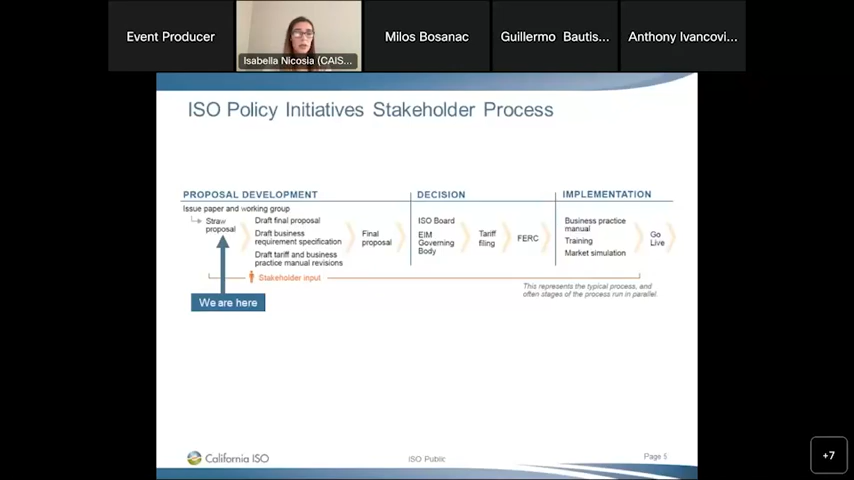 Event Producer
Isabella Nicosia (CAIS...
Milos Bosanac
Guillermo Bautis...
Anthony Ivancovi...
ISO Policy Initiatives Stakeholder Process
PROPOSAL DEVELOPMENT
Issue paper and working group
Straw
proposal
Draft final proposal
Draft business
requirement specification
Draft tariff and business
practice manual revisions
Final
proposal
Stakeholder input
We are here
DECISION
ISO Board
EIM
Governing
Body
Tariff
filing
FERC
IMPLEMENTATION
Business practice
manual
Training
Market simulation
Go
Live
This represents the typical process, and
often stages of the process run in parallel.
California ISO
ISO Public
Page 5
+7